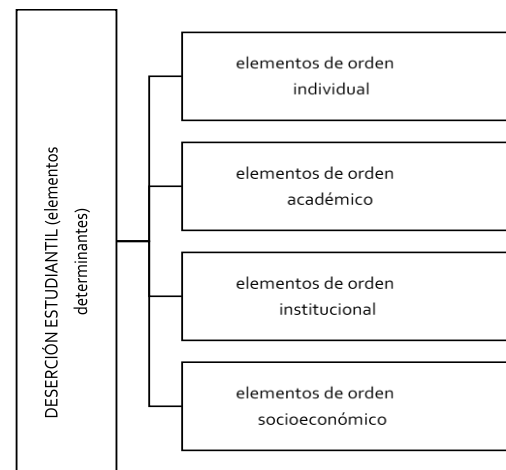 DESERCIÓN ESTUDIANTIL (elementos
determinantes)
elementos de orden
individual
elementos de orden
académico
elementos de orden
institucional
elementos de orden
socioeconómico